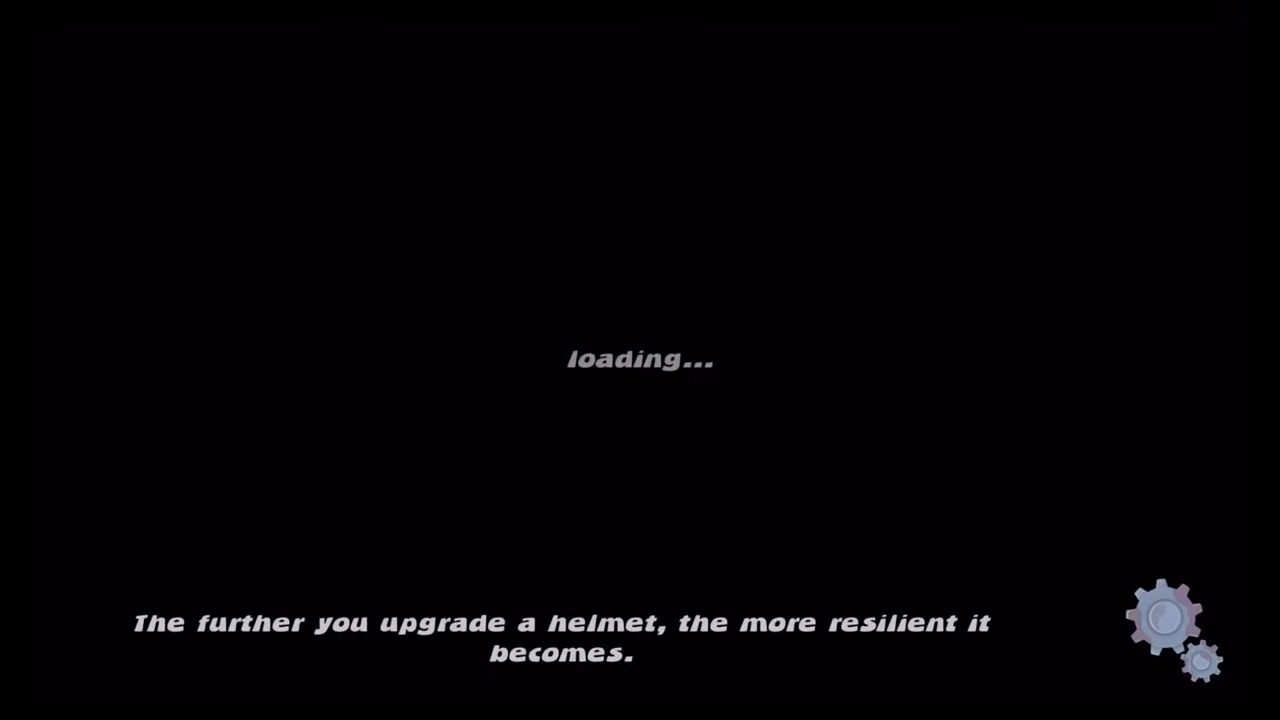 loading...
The further you upgrade a helmet, the more resilient it
becomes.